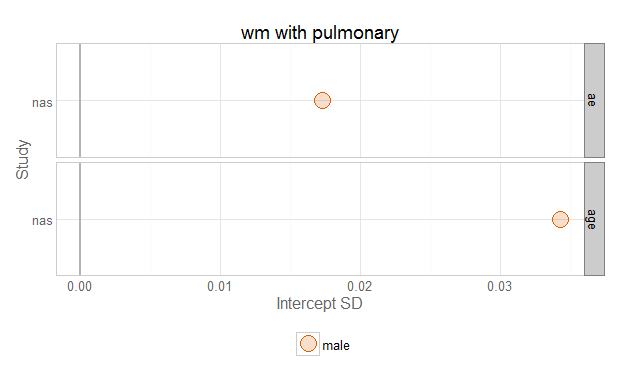 wm with pulmonary
Study
nas
ae
nas
age
0.00 0.01 0.02 0.03
Intercept SD
male